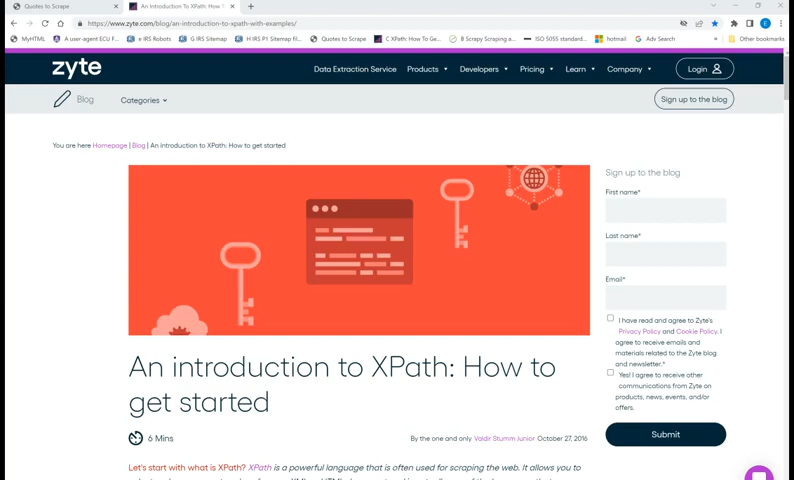 Quotes to Scrape
An Introduction To XPath: How T
https://www.zyte.com/blog/an-introduction-to-xpath-with-examples/
MyHTML
A user-agent ECU F...
e IRS Robots
G IRS Sitemap
H IRS P1 Sitemap file...
Quotes to Scrape
C XPath: How To Ge...
B Scrapy Scraping a...
ISO 5055 standard...
hotmail
Adv Search
»
Other bookmarks
zyte
Data Extraction Service
Products
Developers
Pricing
Learn
Company
Login
Blog
Categories
Sign up to the blog
You are here Homepage | Blog | An introduction to XPath: How to get started
Sign up to the blog
First name*
Last name*
Email*
I have read and agree to Zyte's
Privacy Policy and Cookie Policy. I
agree to receive emails and
materials related to the Zyte blog
and newsletter.*
Yes! I agree to receive other
communications from Zyte on
products, news, events, and/or
offers.
Submit
An introduction to XPath: How to
get started
6 Mins
By the one and only Valdir Stumm Junior October 27, 2016
Let's start with what is XPath? XPath is a powerful language that is often used for scraping the web. It allows you to